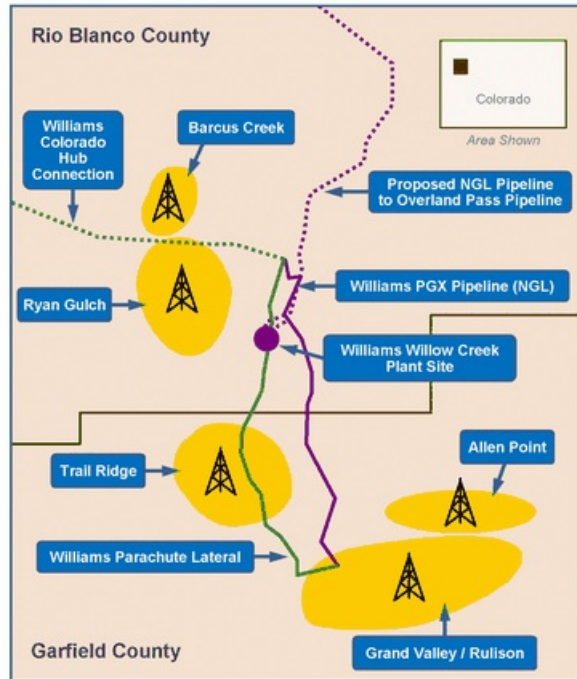 Rio Blanco County
Colorado
Area Shown
Williams
Colorado
Hub
Connection
Barcus Creek
Proposed NGL Pipeline
to Overland Pass Pipeline
Ryan Gulch
Williams PGX Pipeline (NGL)
Williams Willow Creek
Plant Site
Allen Point
Trail Ridge
Williams Parachute Lateral
Garfield County
Grand Valley / Rulison